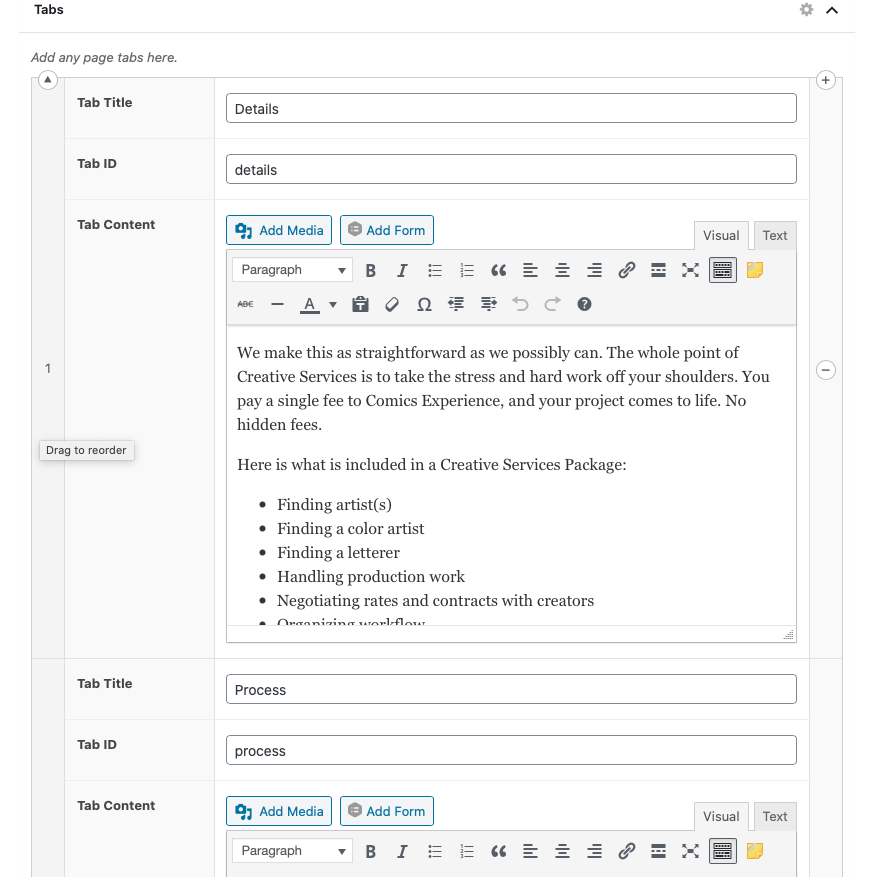 Tabs
Add any page tabs here.
Tab Title
Details
Tab ID
details
Tab Content
Add Media
Add Form
Visual
Text
Paragraph
B
I
ABC
A
Ω
We make this as straightforward as we possibly can. The whole point of
Creative Services is to take the stress and hard work off your shoulders. You
pay a single fee to Comics Experience, and your project comes to life. No
hidden fees.
1
Drag to reorder
Here is what is included in a Creative Services Package:
Finding artist(s)
Finding a color artist
Finding a letterer
Handling production work
Negotiating rates and contracts with creators
Organizing workflow
Tab Title
Process
Tab ID
process
Tab Content
Add Media
Add Form
Visual
Text
Paragraph
B
I